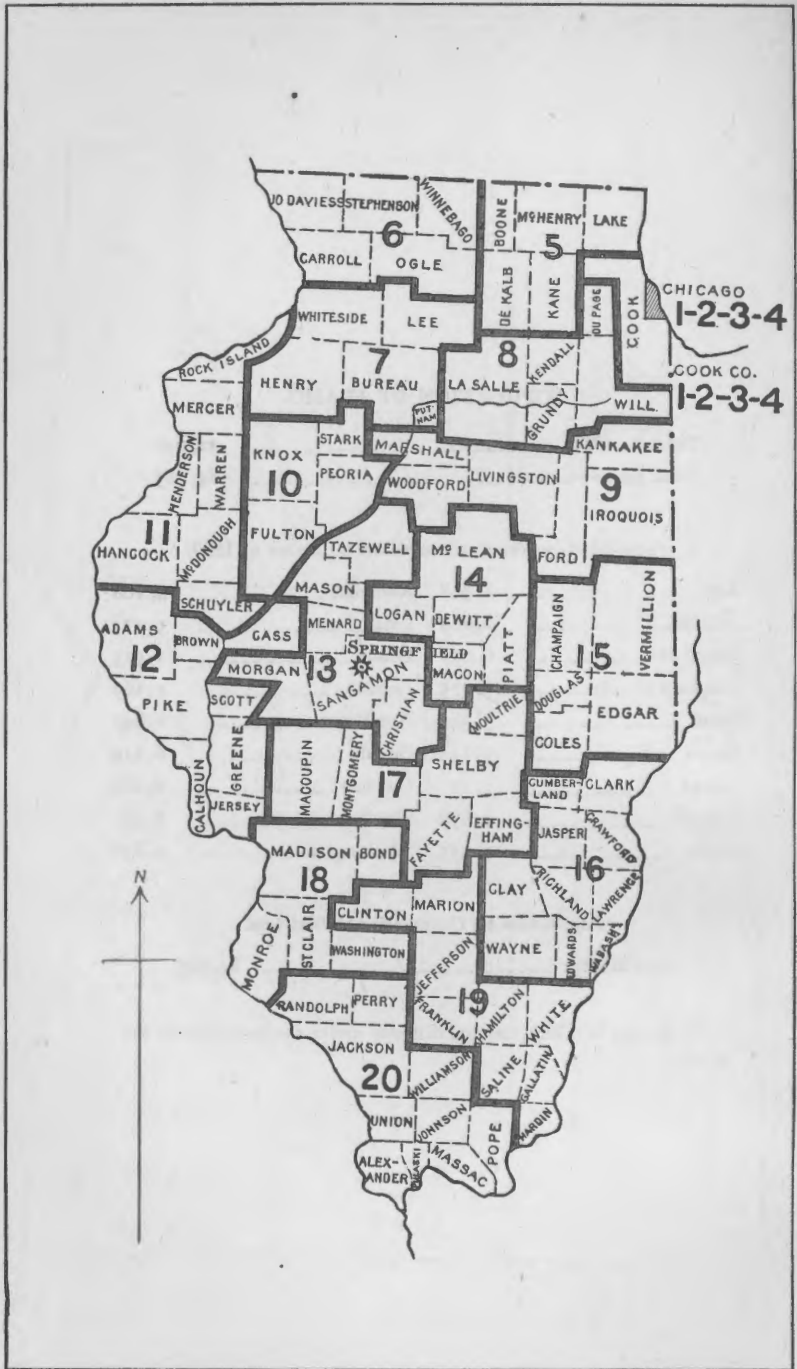 JO DAVIESS STEPHENSON WINNEBAGO BOONE McHENRY LAKE
6 5
CARROLL OGLE DE KALB KANE DU PAGE COOK
CHICAGO
1-2-3-4
WHITESIDE LEE
ROCK ISLAND
7 8 KENDALL
COOK CO.
1-2-3-4
HENRY BUREAU LA SALLE
PUT-
NAM
GRUNDY WILL
MERCER
STARK MARSHALL KANKAKEE
KNOX
HENDERSON WARREN
10 PEORIA WOODFORD LIVINGSTON 9
IROQUOIS
11 FULTON
HANCOCK McDONOUGH TAZEWELL McLEAN FORD
14
MASON
SCHUYLER LOGAN DEWITT CHAMPAIGN VERMILLION
ADAMS MENARD
12 BROWN CASS SPRINGFIELD PIATT
MACON 15
MORGAN 13
SANGAMON
PIKE SCOTT CHRISTIAN MOULTRIE DOUGLAS EDGAR
COLES
GREENE MACOUPIN MONTGOMERY SHELBY
17
CALHOUN CUMBER-
LAND CLARK
JERSEY
EFFING-
HAM JASPER CRAWFORD
MADISON BOND FAYETTE 16
18 RICHLAND LAWRENCE
N
CLAY
CLINTON MARION
MONROE ST CLAIR WAYNE EDWARDS WABASH
WASHINGTON JEFFERSON
19
RANDOLPH PERRY FRANKLIN HAMILTON WHITE
JACKSON
20 WILLIAMSON SALINE GALLATIN
UNION JOHNSON POPE HARDIN
ALEX-
ANDER PULASKI MASSAC